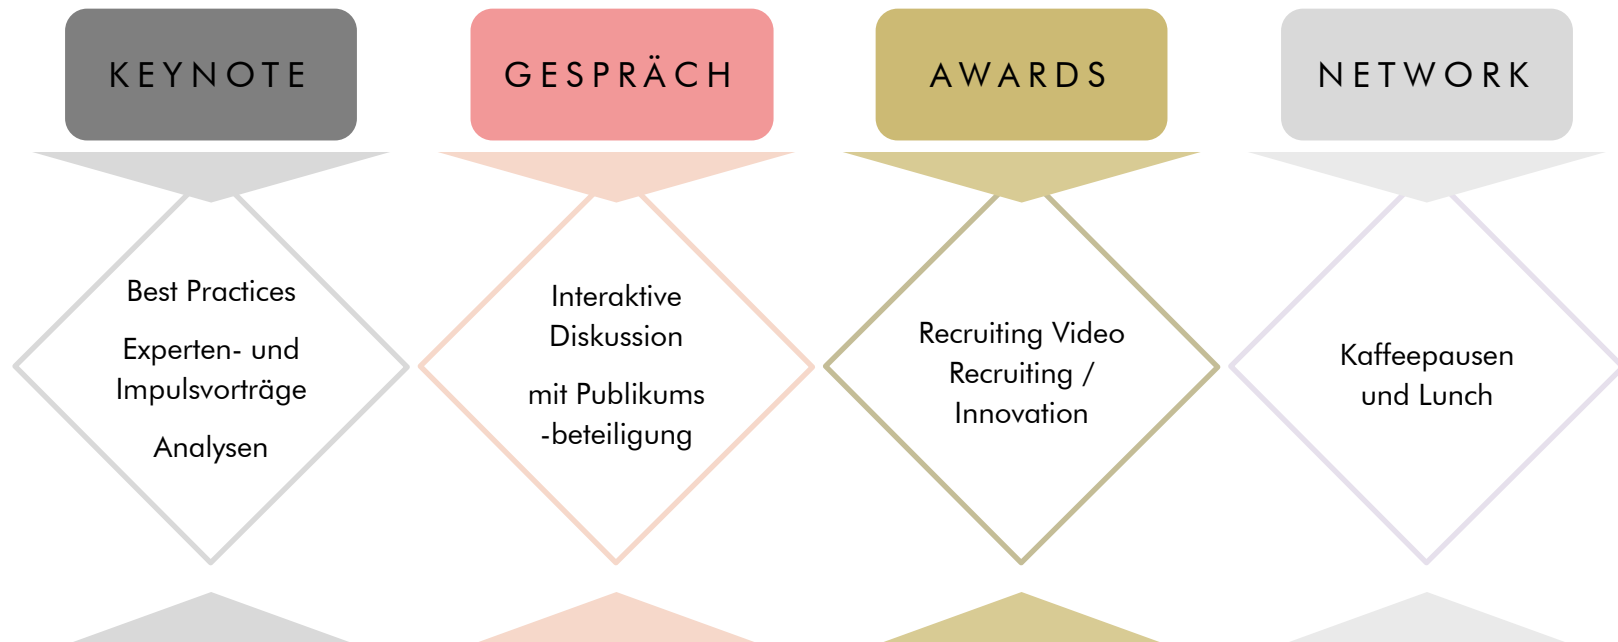 KEYNOTE
Best Practices
Experten- und
Impulsvorträge
Analysen
GESPRÄCH
Interaktive
Diskussion
mit Publikums
-beteiligung
AWARDS
Recruiting Video
Recruiting /
Innovation
NETWORK
Kaffeepausen
und Lunch